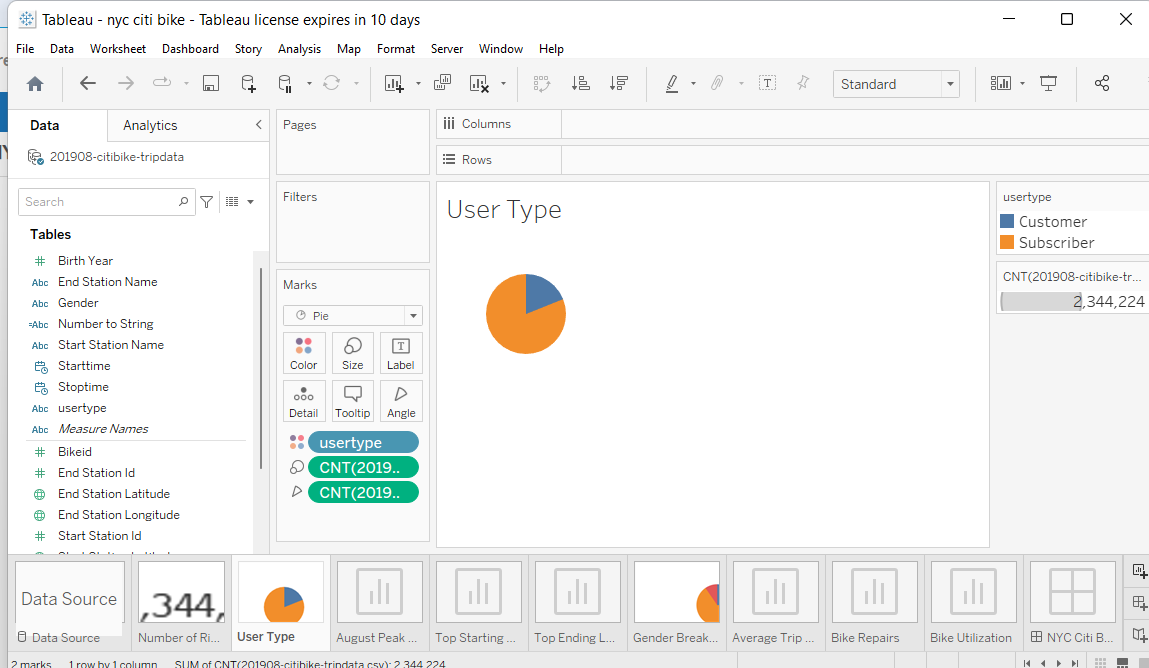 Tableau - nyc citi bike - Tableau license expires in 10 days
File Data Worksheet Dashboard Story Analysis Map Format Server Window Help
Standard
Data Analytics
201908-citibike-tripdata
Search
Tables
Birth Year
Abc End Station Name
Abc Gender
=Abc Number to String
Abc Start Station Name
Starttime
Stoptime
Abc usertype
Abc Measure Names
Bikeid
End Station Id
End Station Latitude
End Station Longitude
Start Station Id
Pages
Filters
Marks
Pie
Color Size Label
Detail Tooltip Angle
usertype
CNT(2019..
CNT(2019..
Columns
Rows
User Type
usertype
Customer
Subscriber
CNT(201908-citibike-tr...
2,344,224
Data Source
,344,
Data Source Number of Ri... User Type August Peak ... Top Starting ... Top Ending L... Gender Break... Average Trip ... Bike Repairs Bike Utilization NYC Citi B...
2 marks 1 row by 1 column SUM of CNT(201908-citibike-tripdata.csv): 2,344,224